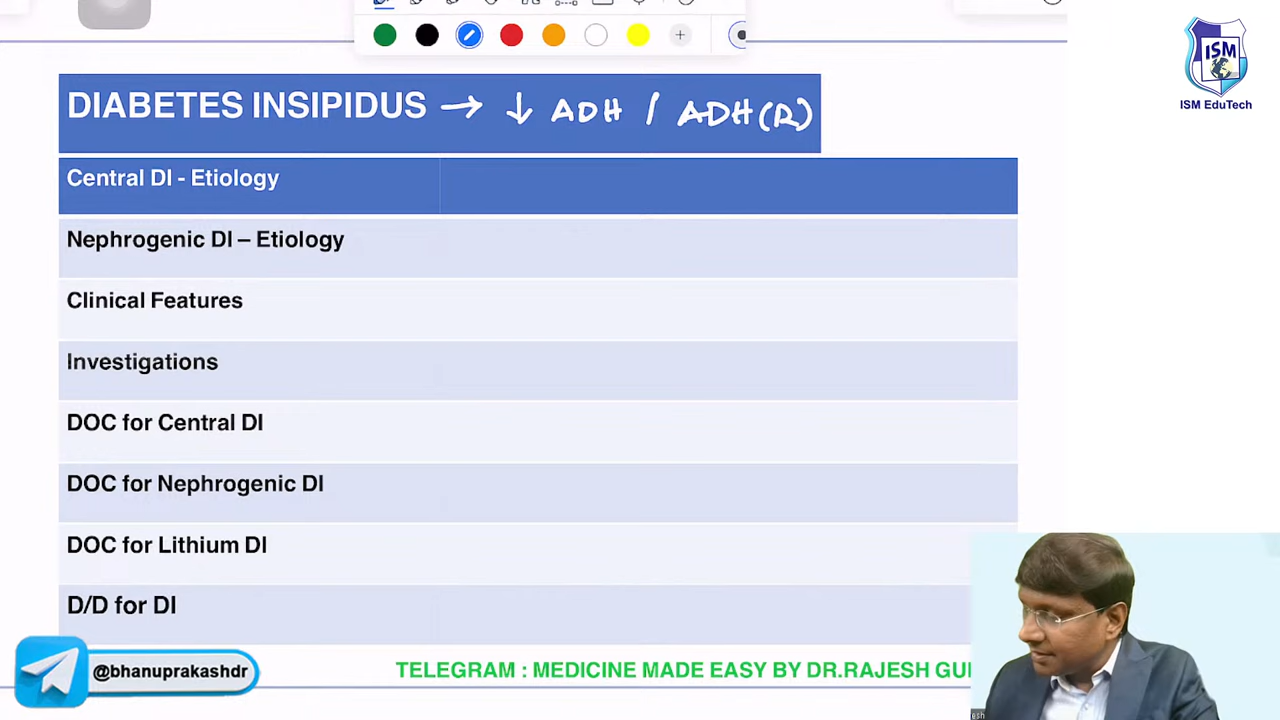 ISM
ISM EduTech
DIABETES INSIPIDUS → ↓ ADH / ADH(R)
Central DI - Etiology
Nephrogenic DI – Etiology
Clinical Features
Investigations
DOC for Central DI
DOC for Nephrogenic DI
DOC for Lithium DI
D/D for DI
@bhanuprakashdr
TELEGRAM : MEDICINE MADE EASY BY DR.RAJESH